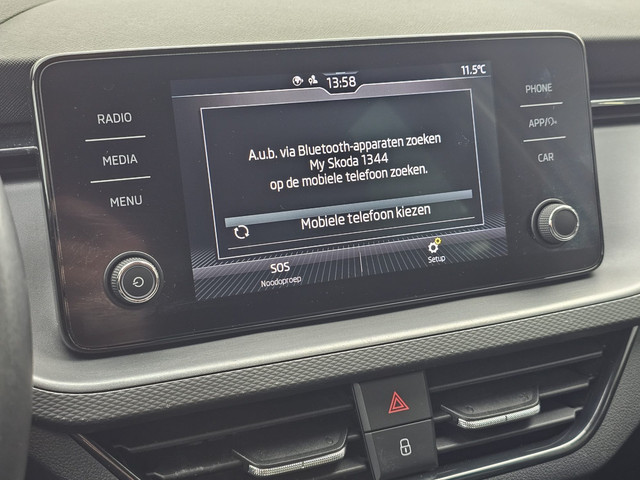 13:58
11.5°C
RADIO
MEDIA
MENU
A.u.b. via Bluetooth-apparaten zoeken
My Skoda 1344
op de mobiele telefoon zoeken.
Mobiele telefoon kiezen
SOS
Noodoproep
Setup
PHONE
APP/
CAR